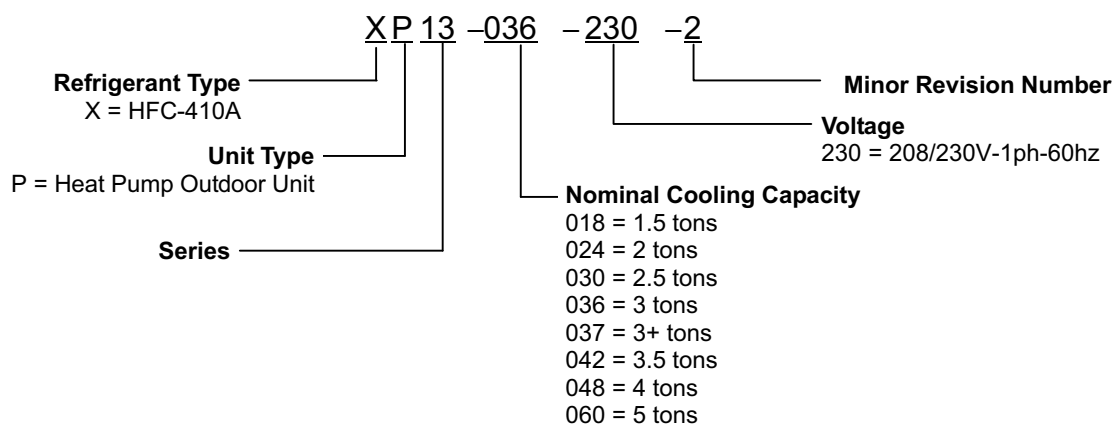 XP13 –036 –230 –2
Refrigerant Type
X = HFC-410A
Unit Type
P = Heat Pump Outdoor Unit
Series
Minor Revision Number
Voltage
230 = 208/230V-1ph-60hz
Nominal Cooling Capacity
018 = 1.5 tons
024 = 2 tons
030 = 2.5 tons
036 = 3 tons
037 = 3+ tons
042 = 3.5 tons
048 = 4 tons
060 = 5 tons